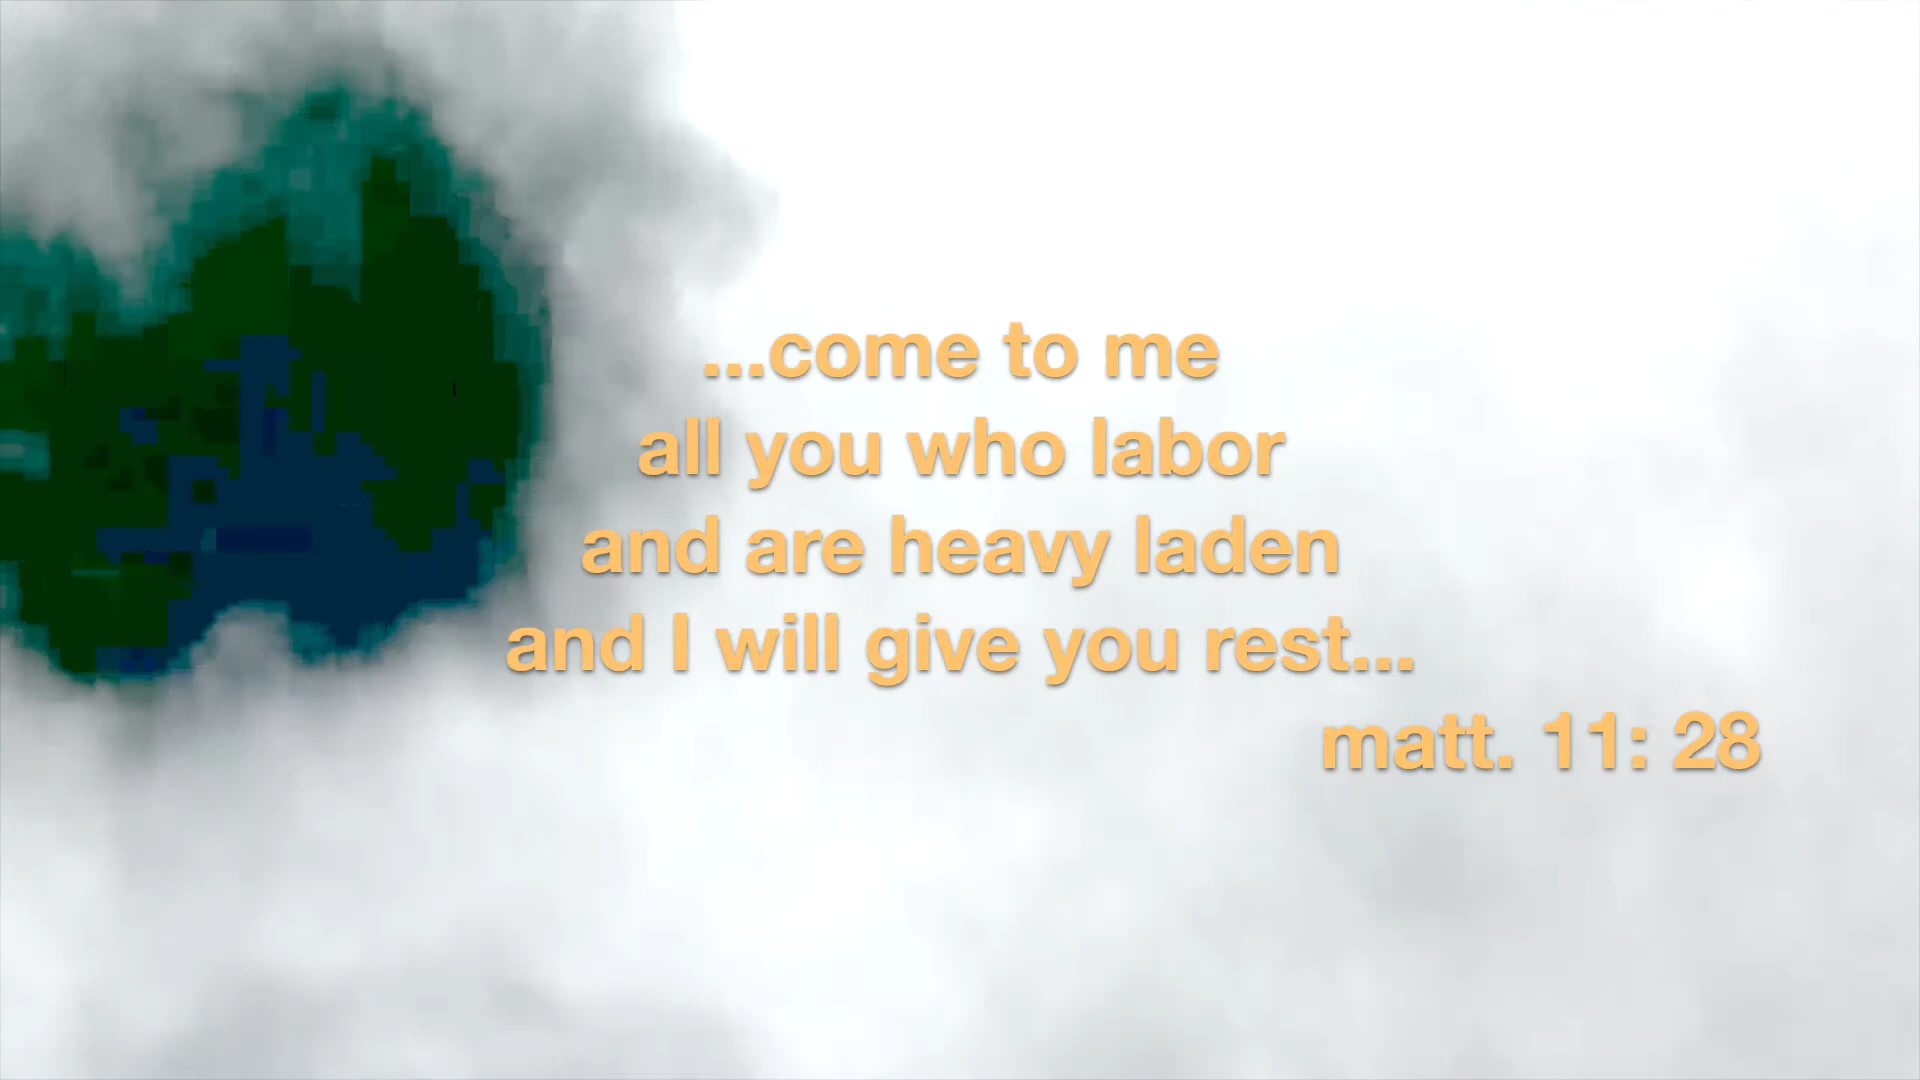 ...come to me
all you who labor
and are heavy laden
and I will give you rest...
matt. 11: 28